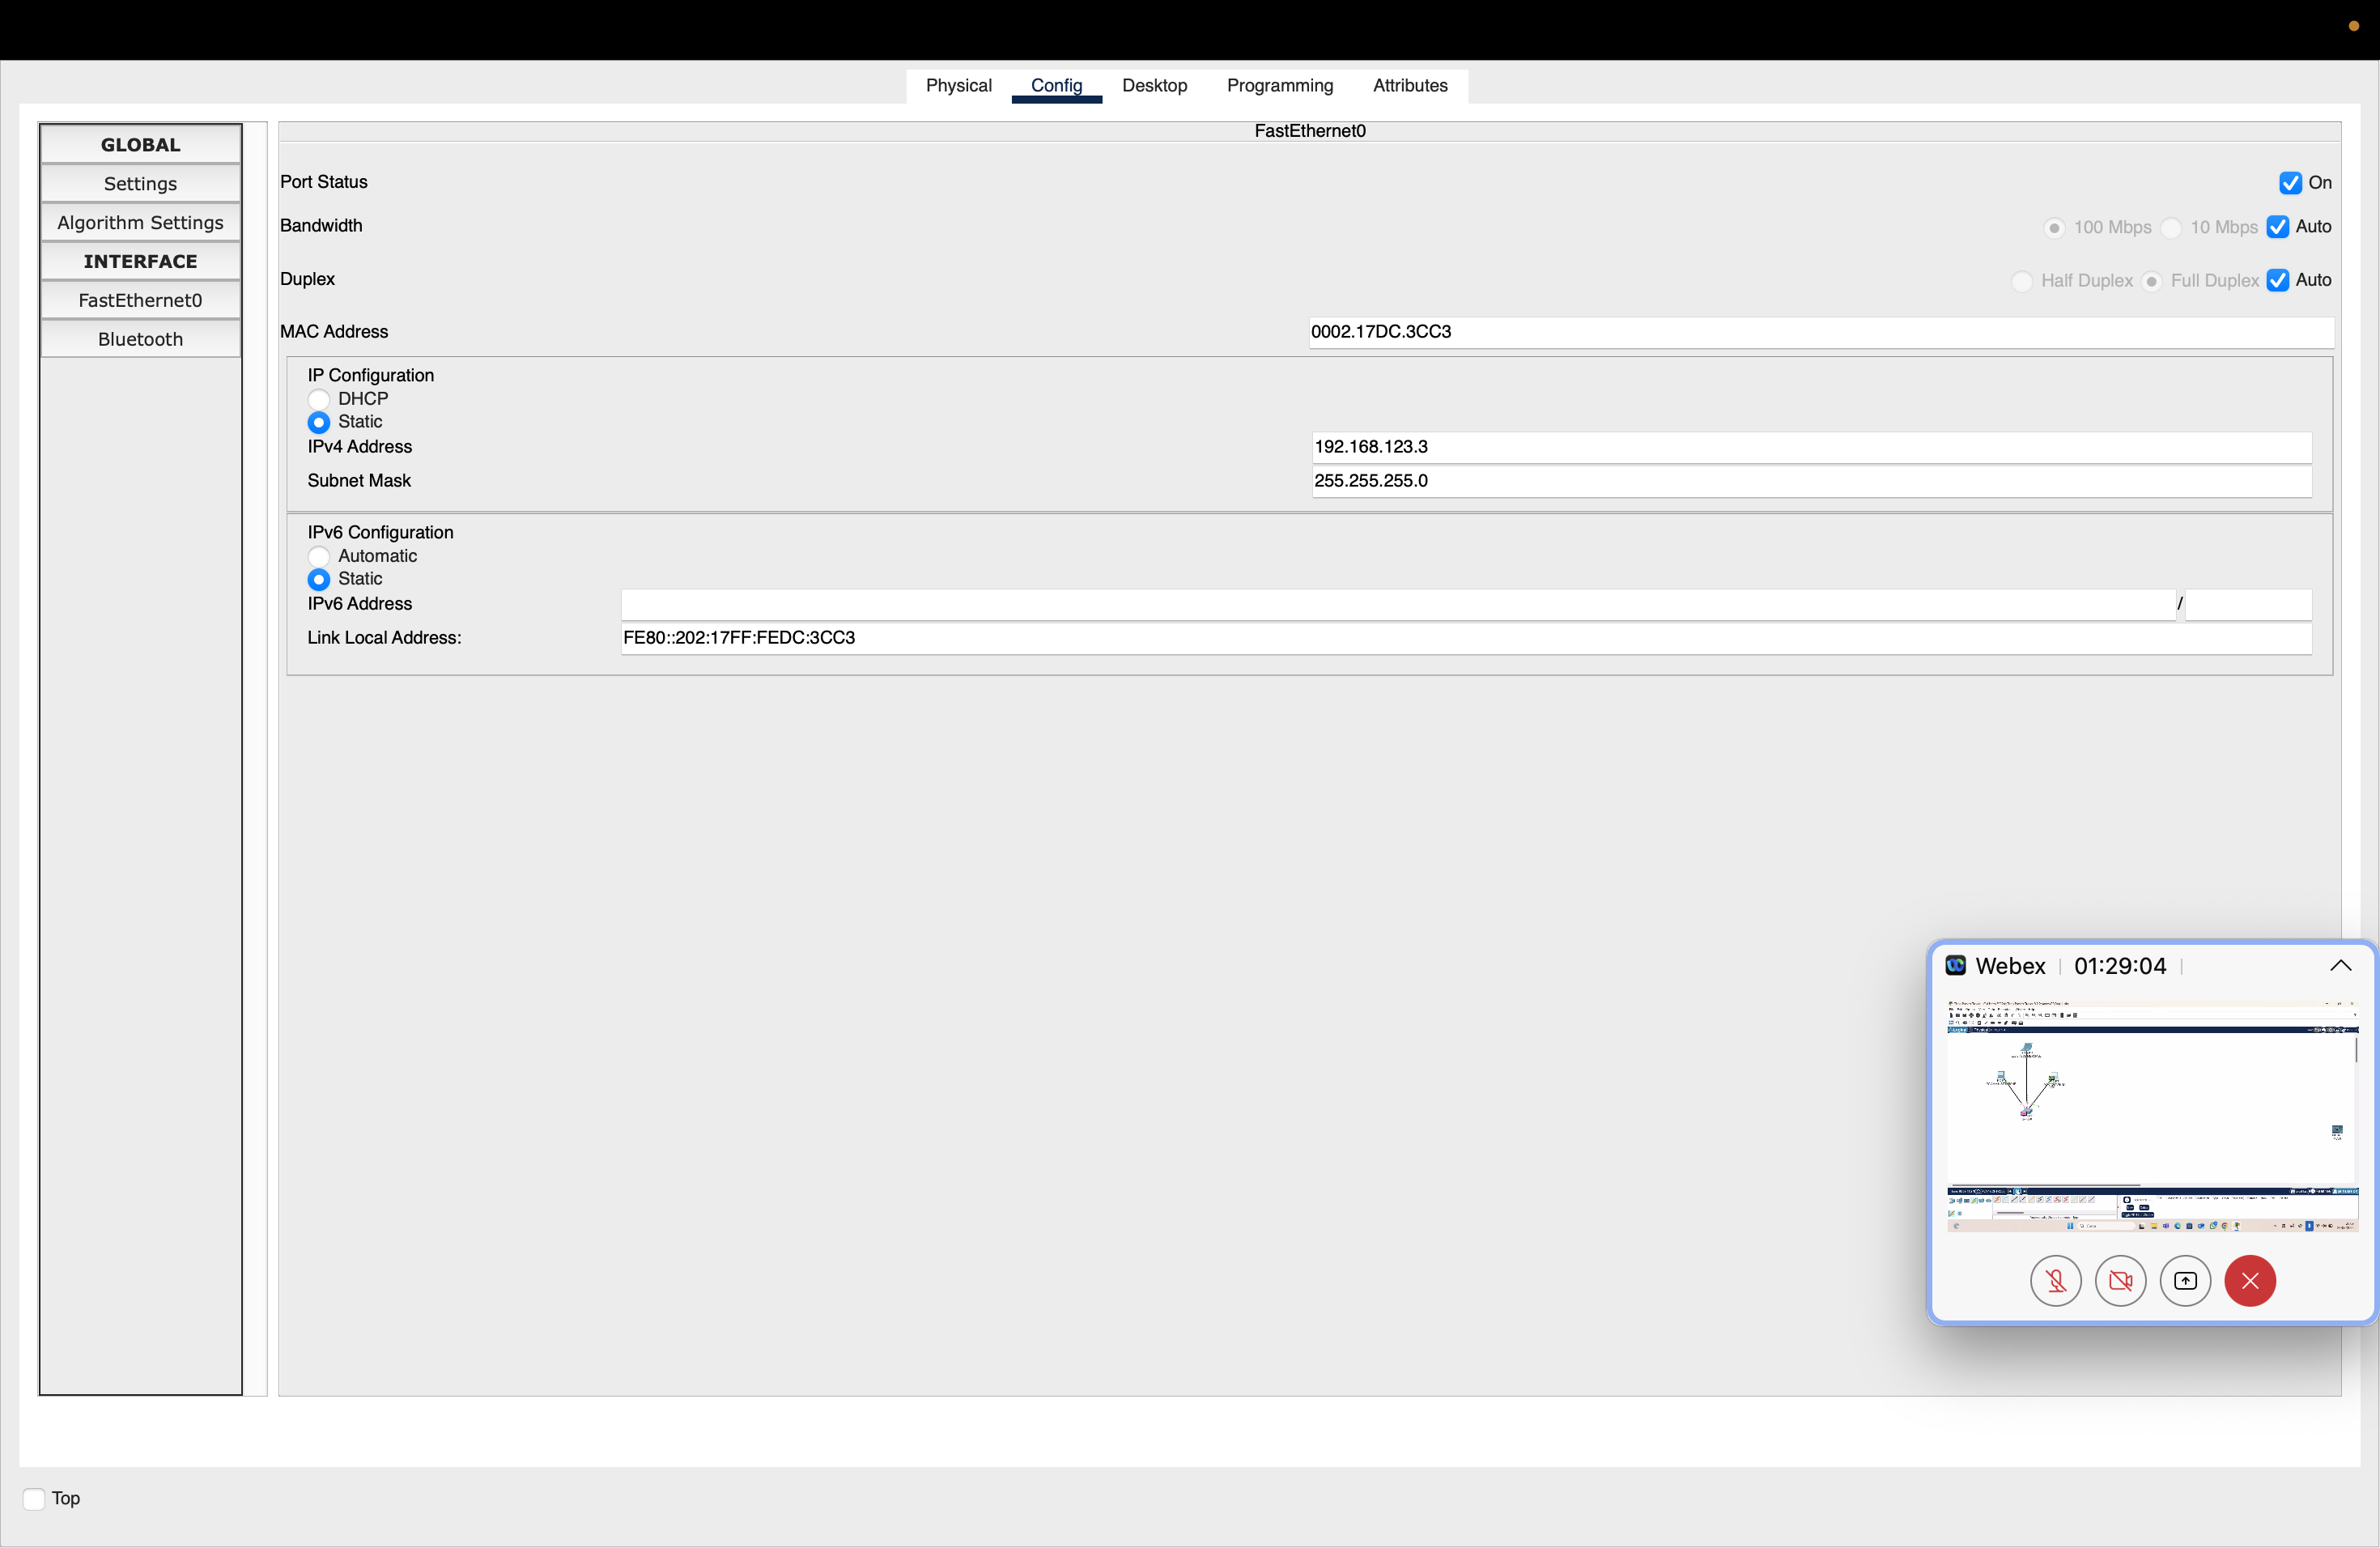 Physical Config Desktop Programming Attributes
GLOBAL
Settings
Algorithm Settings
INTERFACE
FastEthernet0
Bluetooth
FastEthernet0
Port Status On
Bandwidth 100 Mbps 10 Mbps Auto
Duplex Half Duplex Full Duplex Auto
MAC Address 0002.17DC.3CC3
IP Configuration
DHCP
Static
IPv4 Address 192.168.123.3
Subnet Mask 255.255.255.0
IPv6 Configuration
Automatic
Static
IPv6 Address /
Link Local Address: FE80::202:17FF:FEDC:3CC3
Webex 01:29:04
Top